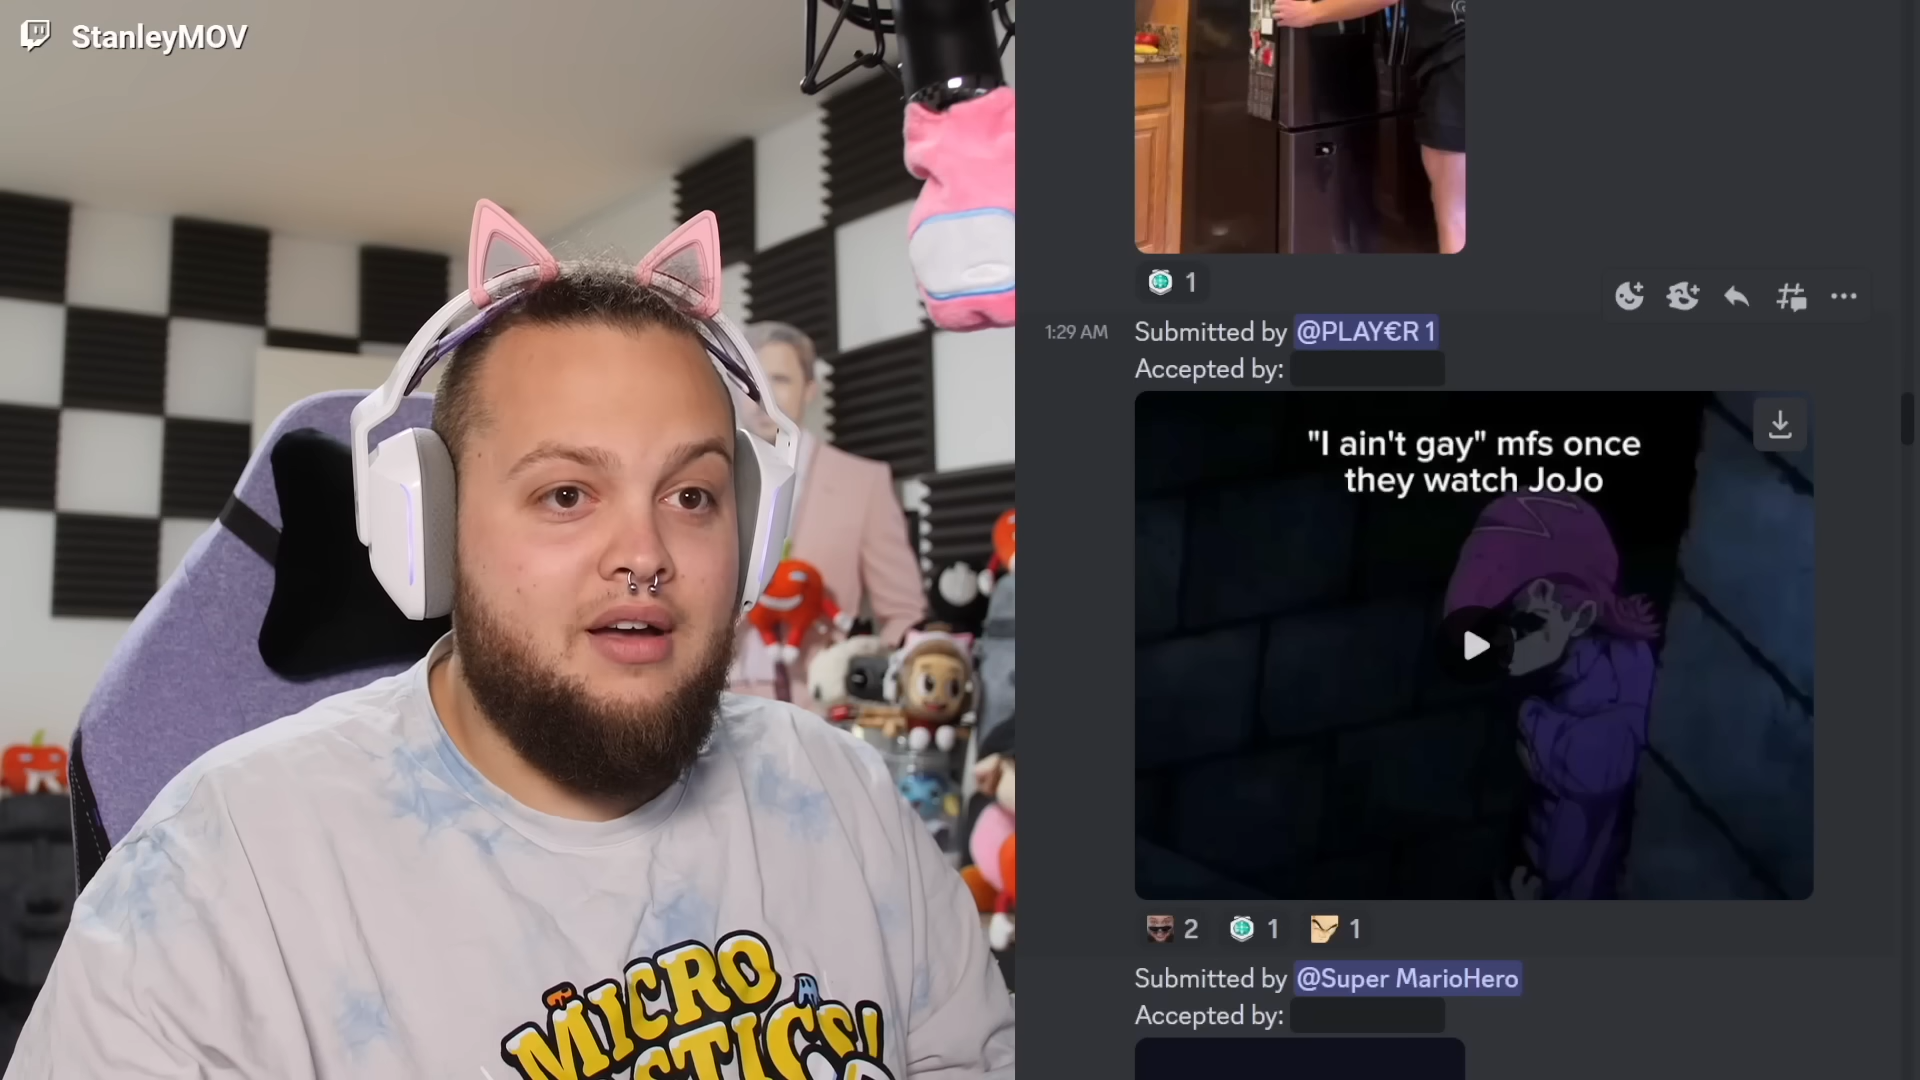 StanleyMOV
1
1:29 AM
Submitted by @PLAY€R 1
Accepted by:
"I ain't gay" mfs once
they watch JoJo
2
1
1
Submitted by @Super MarioHero
Accepted by:
MICRO